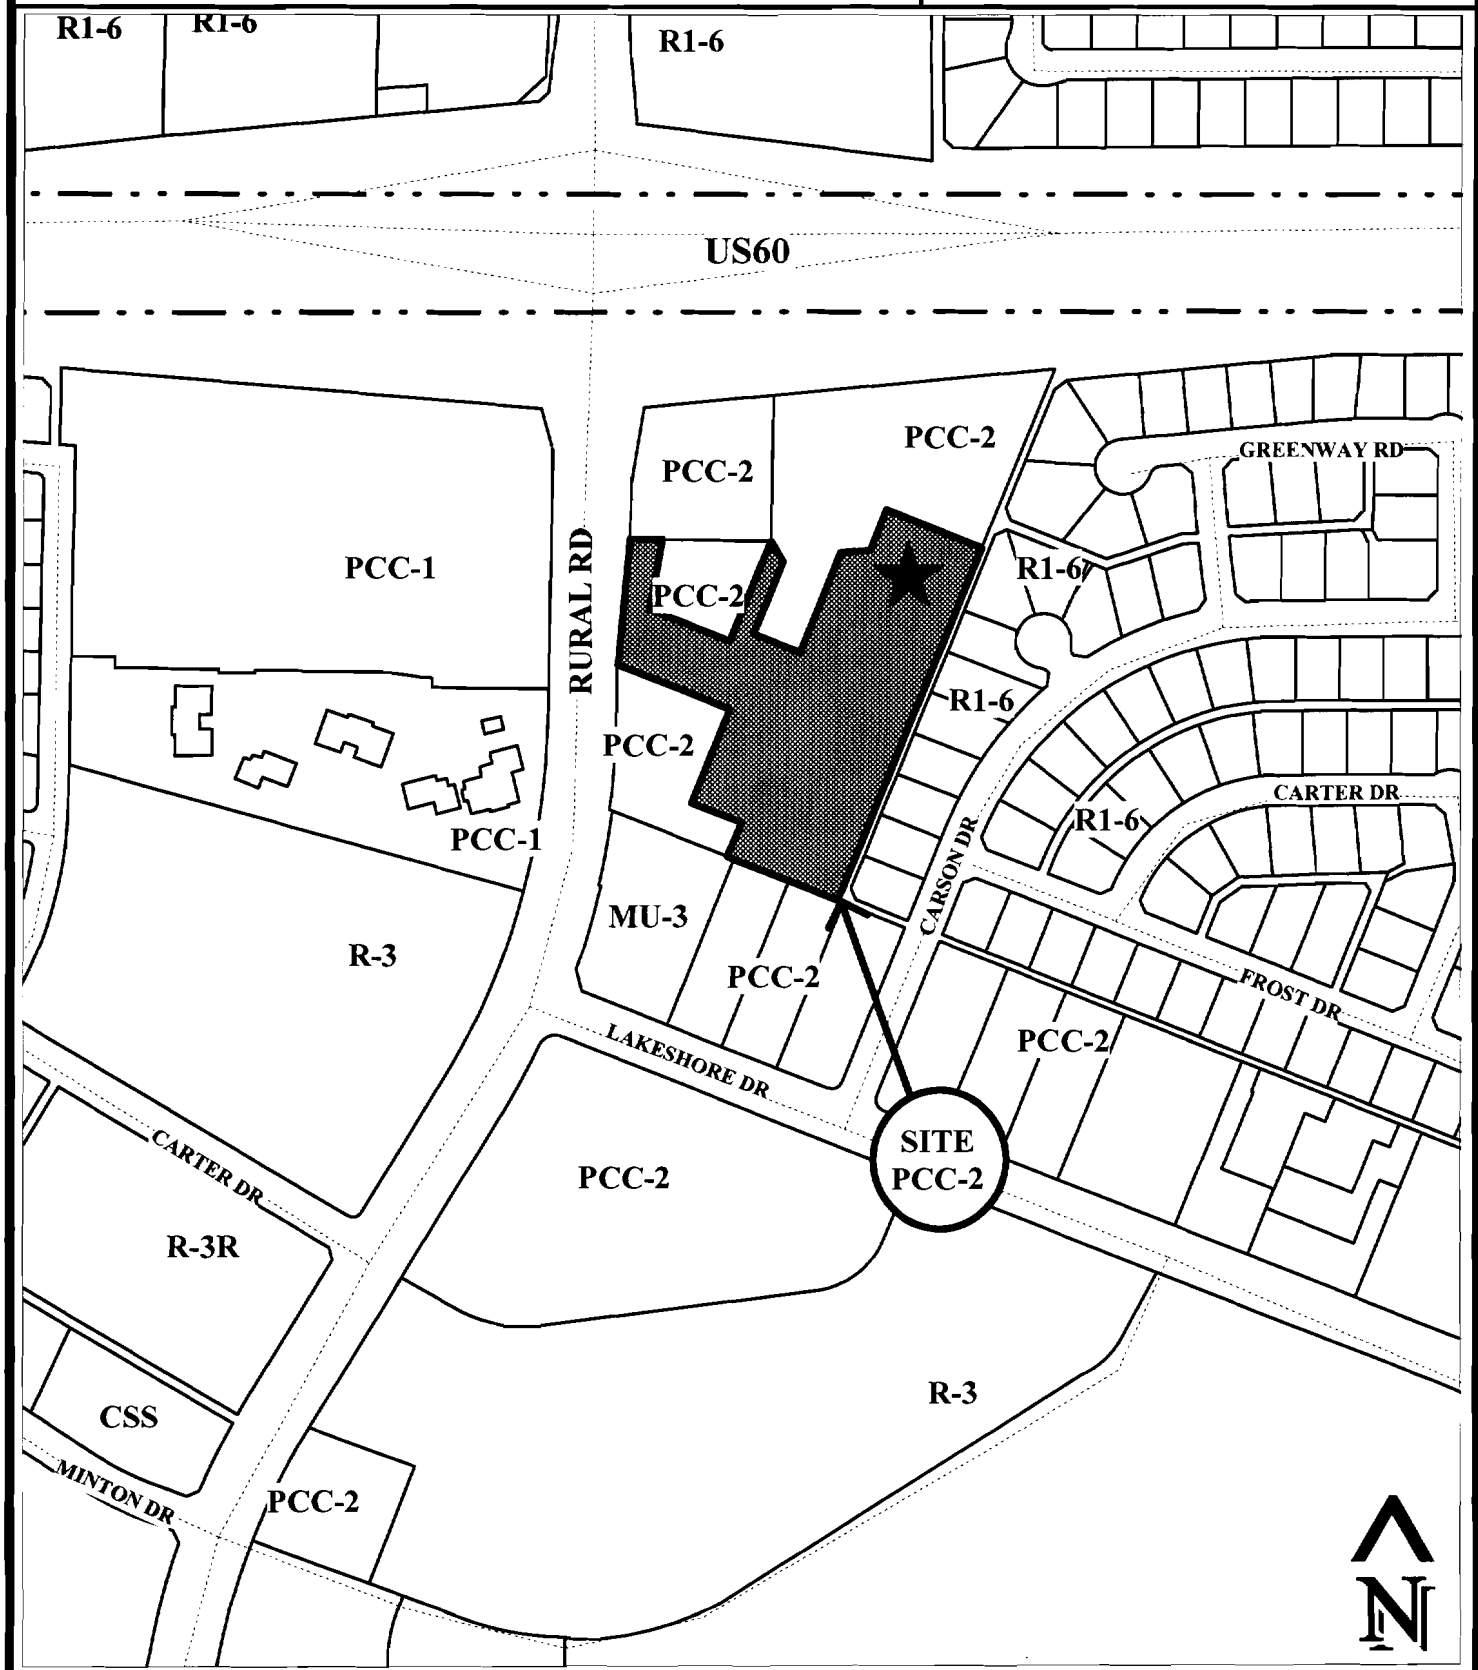 R1-6
R1-6
R1-6
US60
PCC-2
PCC-2
GREENWAY RD
RURAL RD
PCC-1
R1-6
PCC-2
R1-6
PCC-2
CARTER DR
R1-6
PCC-1
CARSON DR
MU-3
R-3
PCC-2
FROST DR
LAKESHORE DR
PCC-2
SITE
PCC-2
CARTER DR
PCC-2
R-3R
R-3
CSS
MINTON DR
PCC-2
N